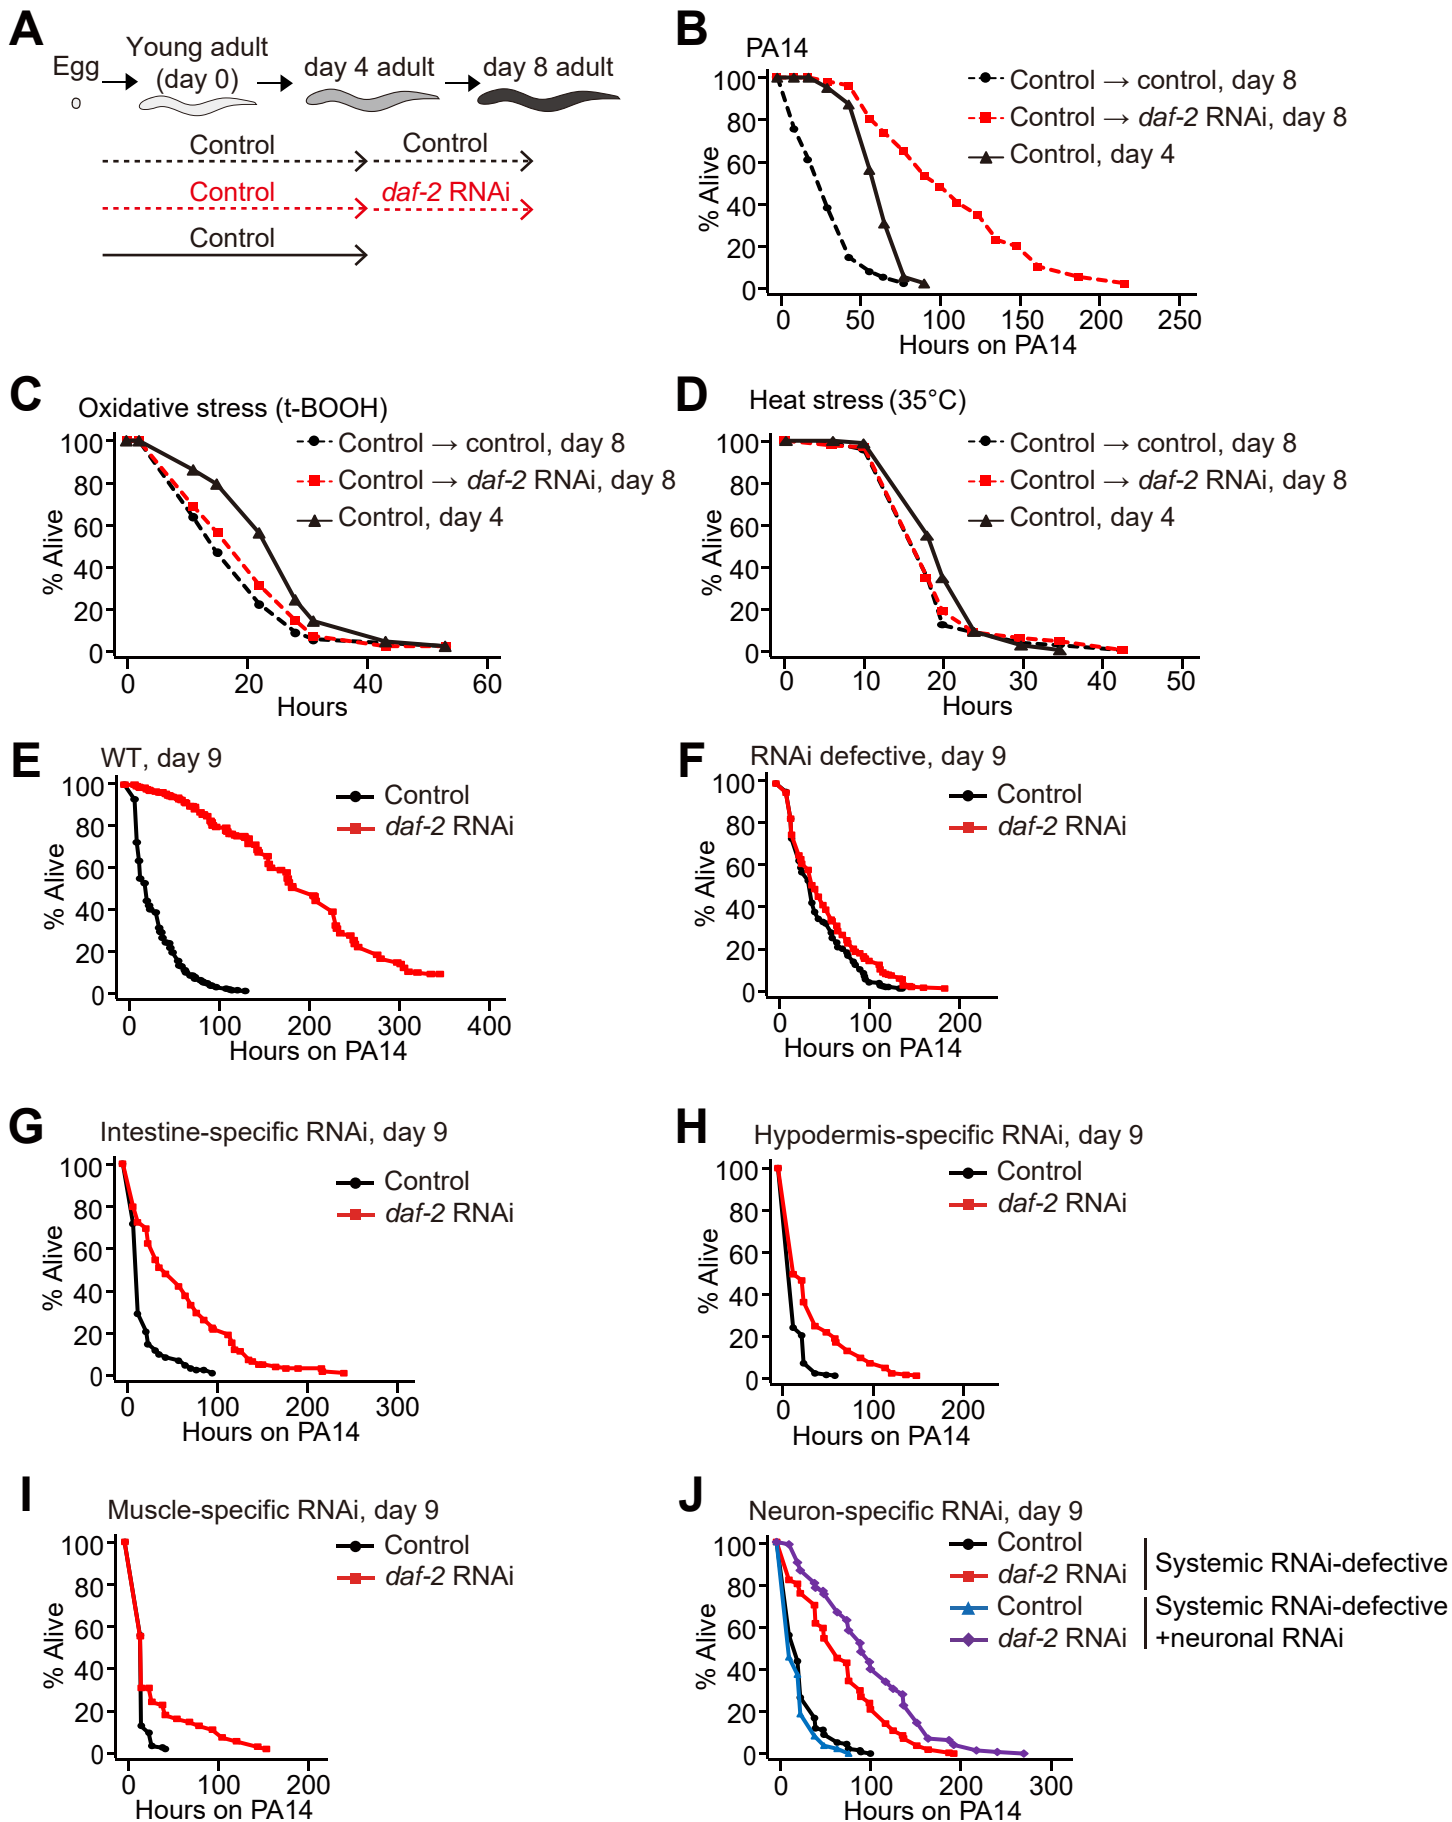 A
Egg
Young adult
(day 0)
day 4 adult
day 8 adult
Control
Control
Control
daf-2 RNAi
Control
B
PA14
% Alive
100
80
60
40
20
0
0
50
100
150
200
250
Hours on PA14
Control → control, day 8
Control → daf-2 RNAi, day 8
Control, day 4
C
Oxidative stress (t-BOOH)
% Alive
100
80
60
40
20
0
0
20
40
60
Hours
Control → control, day 8
Control → daf-2 RNAi, day 8
Control, day 4
D
Heat stress (35°C)
% Alive
100
80
60
40
20
0
0
10
20
30
40
50
Hours
Control → control, day 8
Control → daf-2 RNAi, day 8
Control, day 4
E
WT, day 9
% Alive
100
80
60
40
20
0
0
100
200
300
400
Hours on PA14
Control
daf-2 RNAi
F
RNAi defective, day 9
% Alive
100
80
60
40
20
0
0
100
200
Hours on PA14
Control
daf-2 RNAi
G
Intestine-specific RNAi, day 9
% Alive
100
80
60
40
20
0
0
100
200
300
Hours on PA14
Control
daf-2 RNAi
H
Hypodermis-specific RNAi, day 9
% Alive
100
80
60
40
20
0
0
100
200
Hours on PA14
Control
daf-2 RNAi
I
Muscle-specific RNAi, day 9
% Alive
100
80
60
40
20
0
0
100
200
Hours on PA14
Control
daf-2 RNAi
J
Neuron-specific RNAi, day 9
% Alive
100
80
60
40
20
0
0
100
200
300
Hours on PA14
Control
daf-2 RNAi
Systemic RNAi-defective
Control
daf-2 RNAi
Systemic RNAi-defective
+neuronal RNAi